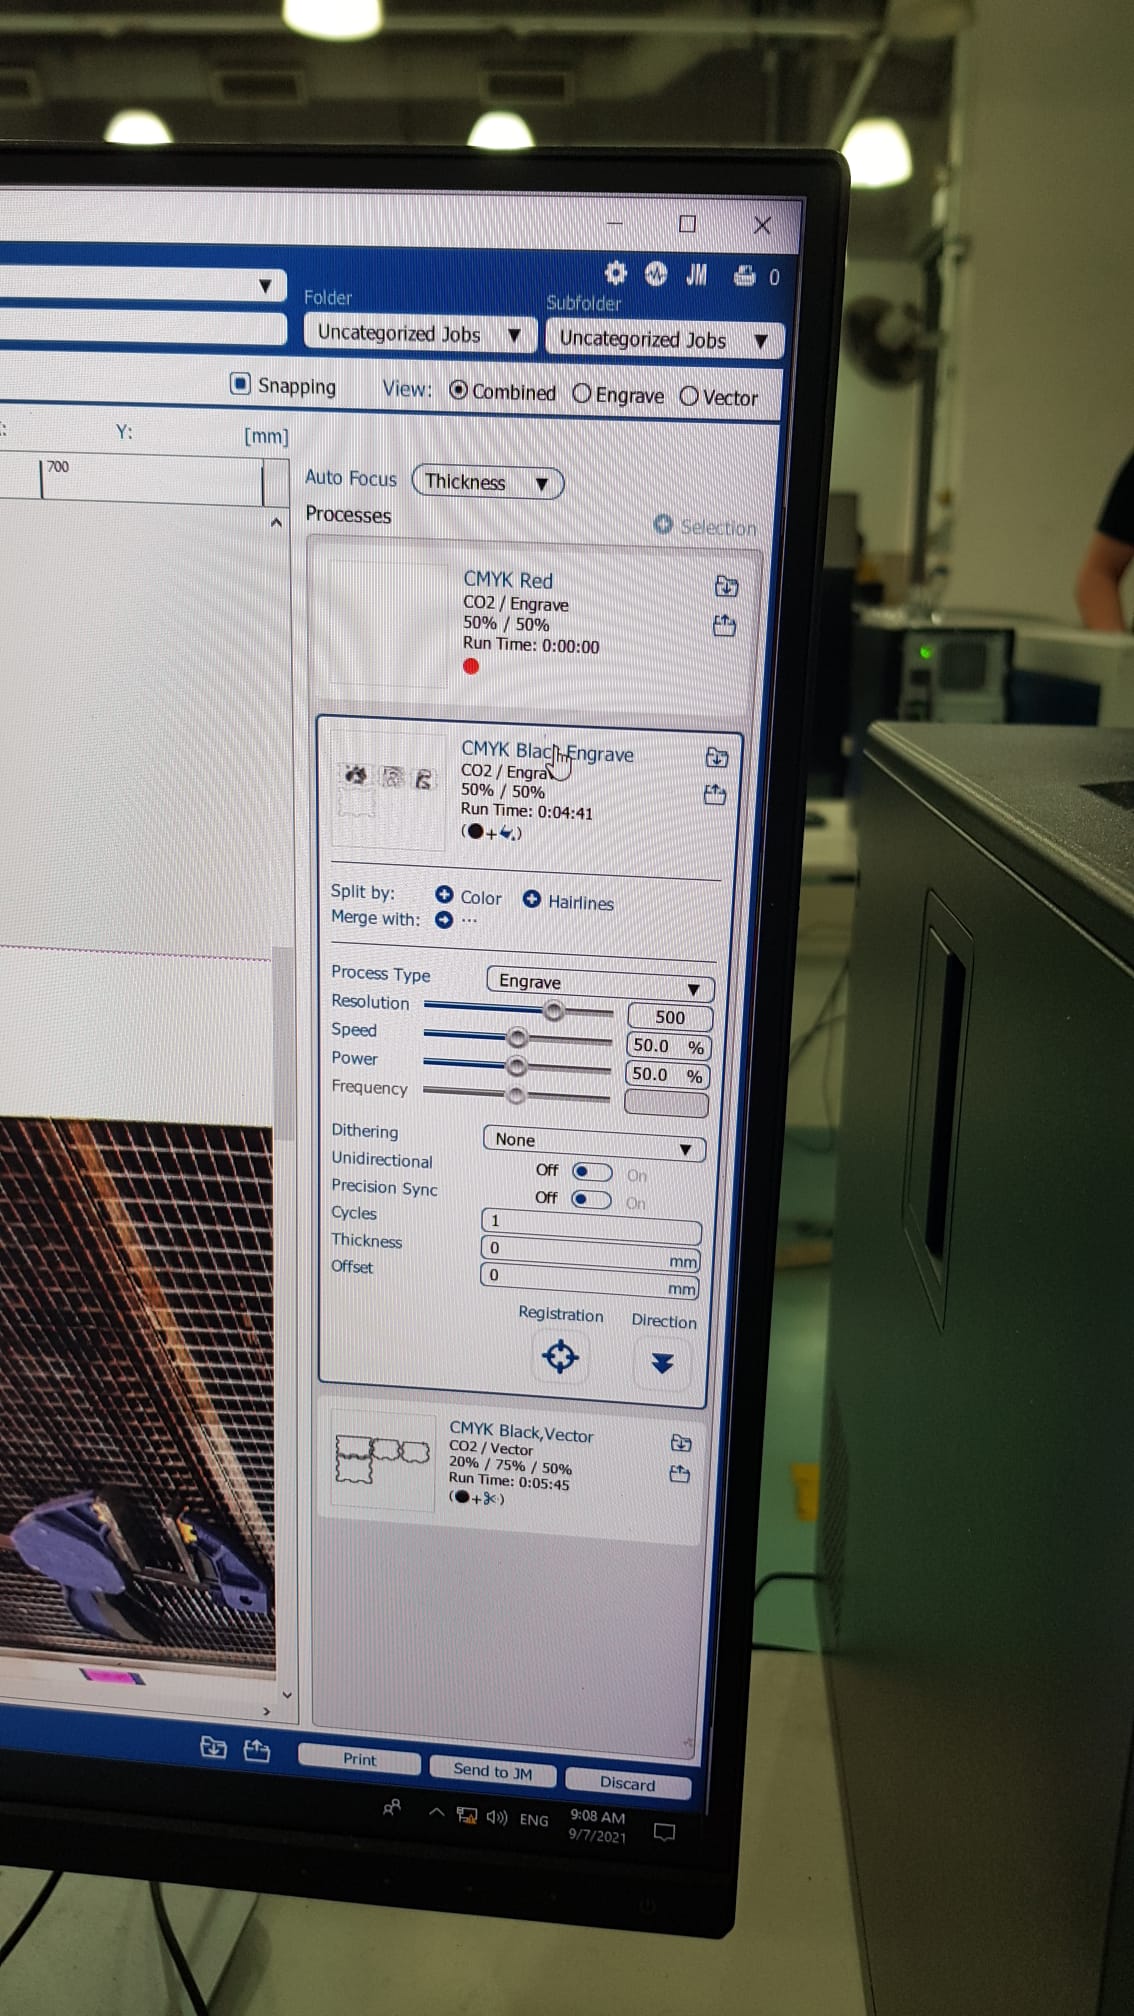 JM 0
Folder
Subfolder
Uncategorized Jobs
Uncategorized Jobs
Snapping View: Combined Engrave Vector
Y: [mm]
700
Auto Focus Thickness
Processes
Selection
CMYK Red
CO2 / Engrave
50% / 50%
Run Time: 0:00:00
CMYK Engrave
CO2 /
50% / 50%
Run Time: 0:04:41
(+)
Split by: Color Hairlines
Merge with: ...
Process Type Engrave
Resolution 500
Speed 50.0 %
Power 50.0 %
Frequency
Dithering None
Unidirectional Off On
Precision Sync Off On
Cycles 1
Thickness 0 mm
Offset 0 mm
Registration Direction
CMYK Black,Vector
CO2 / Vector
20% / 75% / 50%
Run Time: 0:05:45
(+)
Print Send to JM Discard
ENG
9:08 AM
9/7/2021